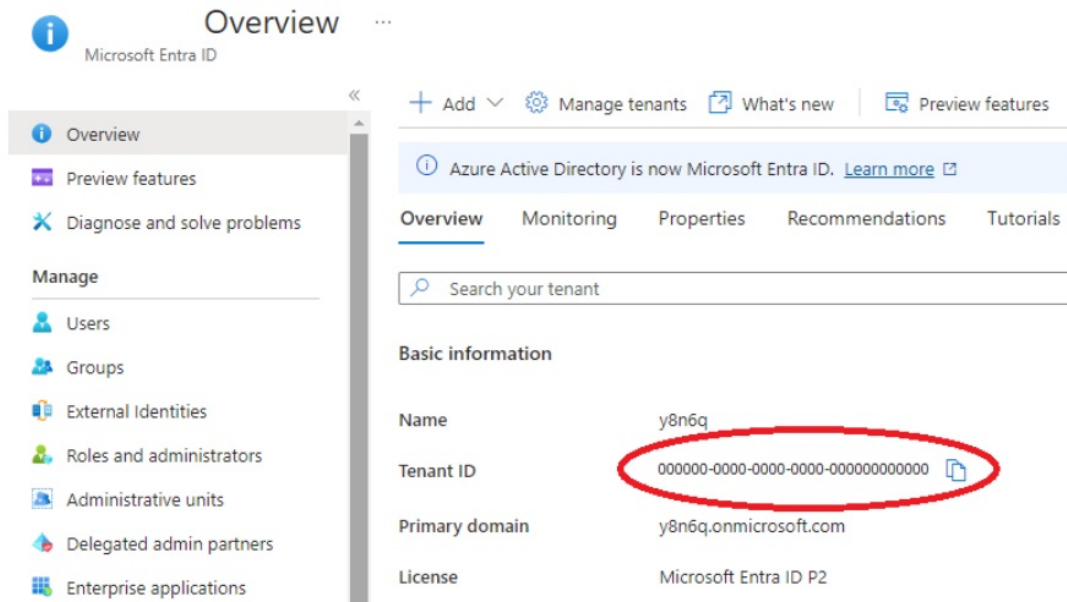 Overview ...
Microsoft Entra ID
Overview
Preview features
Diagnose and solve problems
Manage
Users
Groups
External Identities
Roles and administrators
Administrative units
Delegated admin partners
Enterprise applications
Add Manage tenants What's new Preview features
Azure Active Directory is now Microsoft Entra ID. Learn more
Overview Monitoring Properties Recommendations Tutorials
Search your tenant
Basic information
Name y8n6q
Tenant ID 000000-0000-0000-0000-000000000000
Primary domain y8n6q.onmicrosoft.com
License Microsoft Entra ID P2